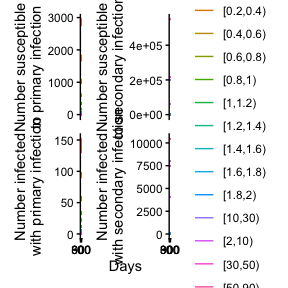 Number susceptible
to primary infection
3000
2000
1000
0
Number susceptible
to secondary infection
4e+05
2e+05
0e+00
Number infected
with primary infection
150
100
50
0
Number infected
with secondary infection
10000
7500
5000
2500
0
Days
[0.2,0.4)
[0.4,0.6)
[0.6,0.8)
[0.8,1)
[1,1.2)
[1.2,1.4)
[1.4,1.6)
[1.6,1.8)
[1.8,2)
[10,30)
[2,10)
[30,50)
[50,90)